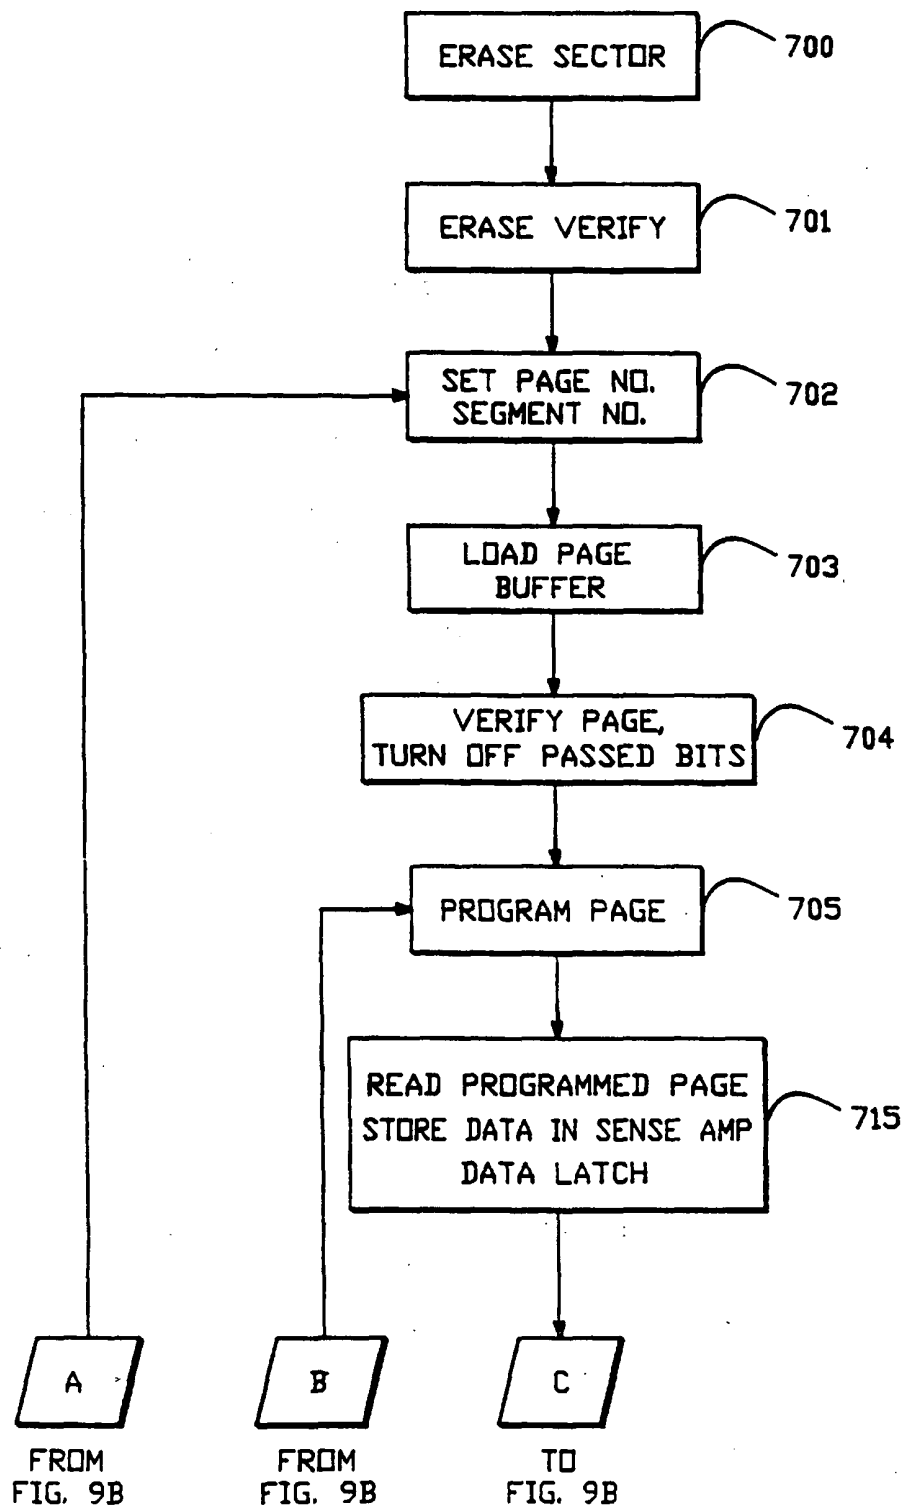 ERASE SECTOR
700
ERASE VERIFY
701
SET PAGE NO.
SEGMENT NO.
702
LOAD PAGE
BUFFER
703
VERIFY PAGE,
TURN OFF PASSED BITS
704
PROGRAM PAGE
705
READ PROGRAMMED PAGE
STORE DATA IN SENSE AMP
DATA LATCH
715
A
B
C
FROM
FIG. 9B
FROM
FIG. 9B
TO
FIG. 9B